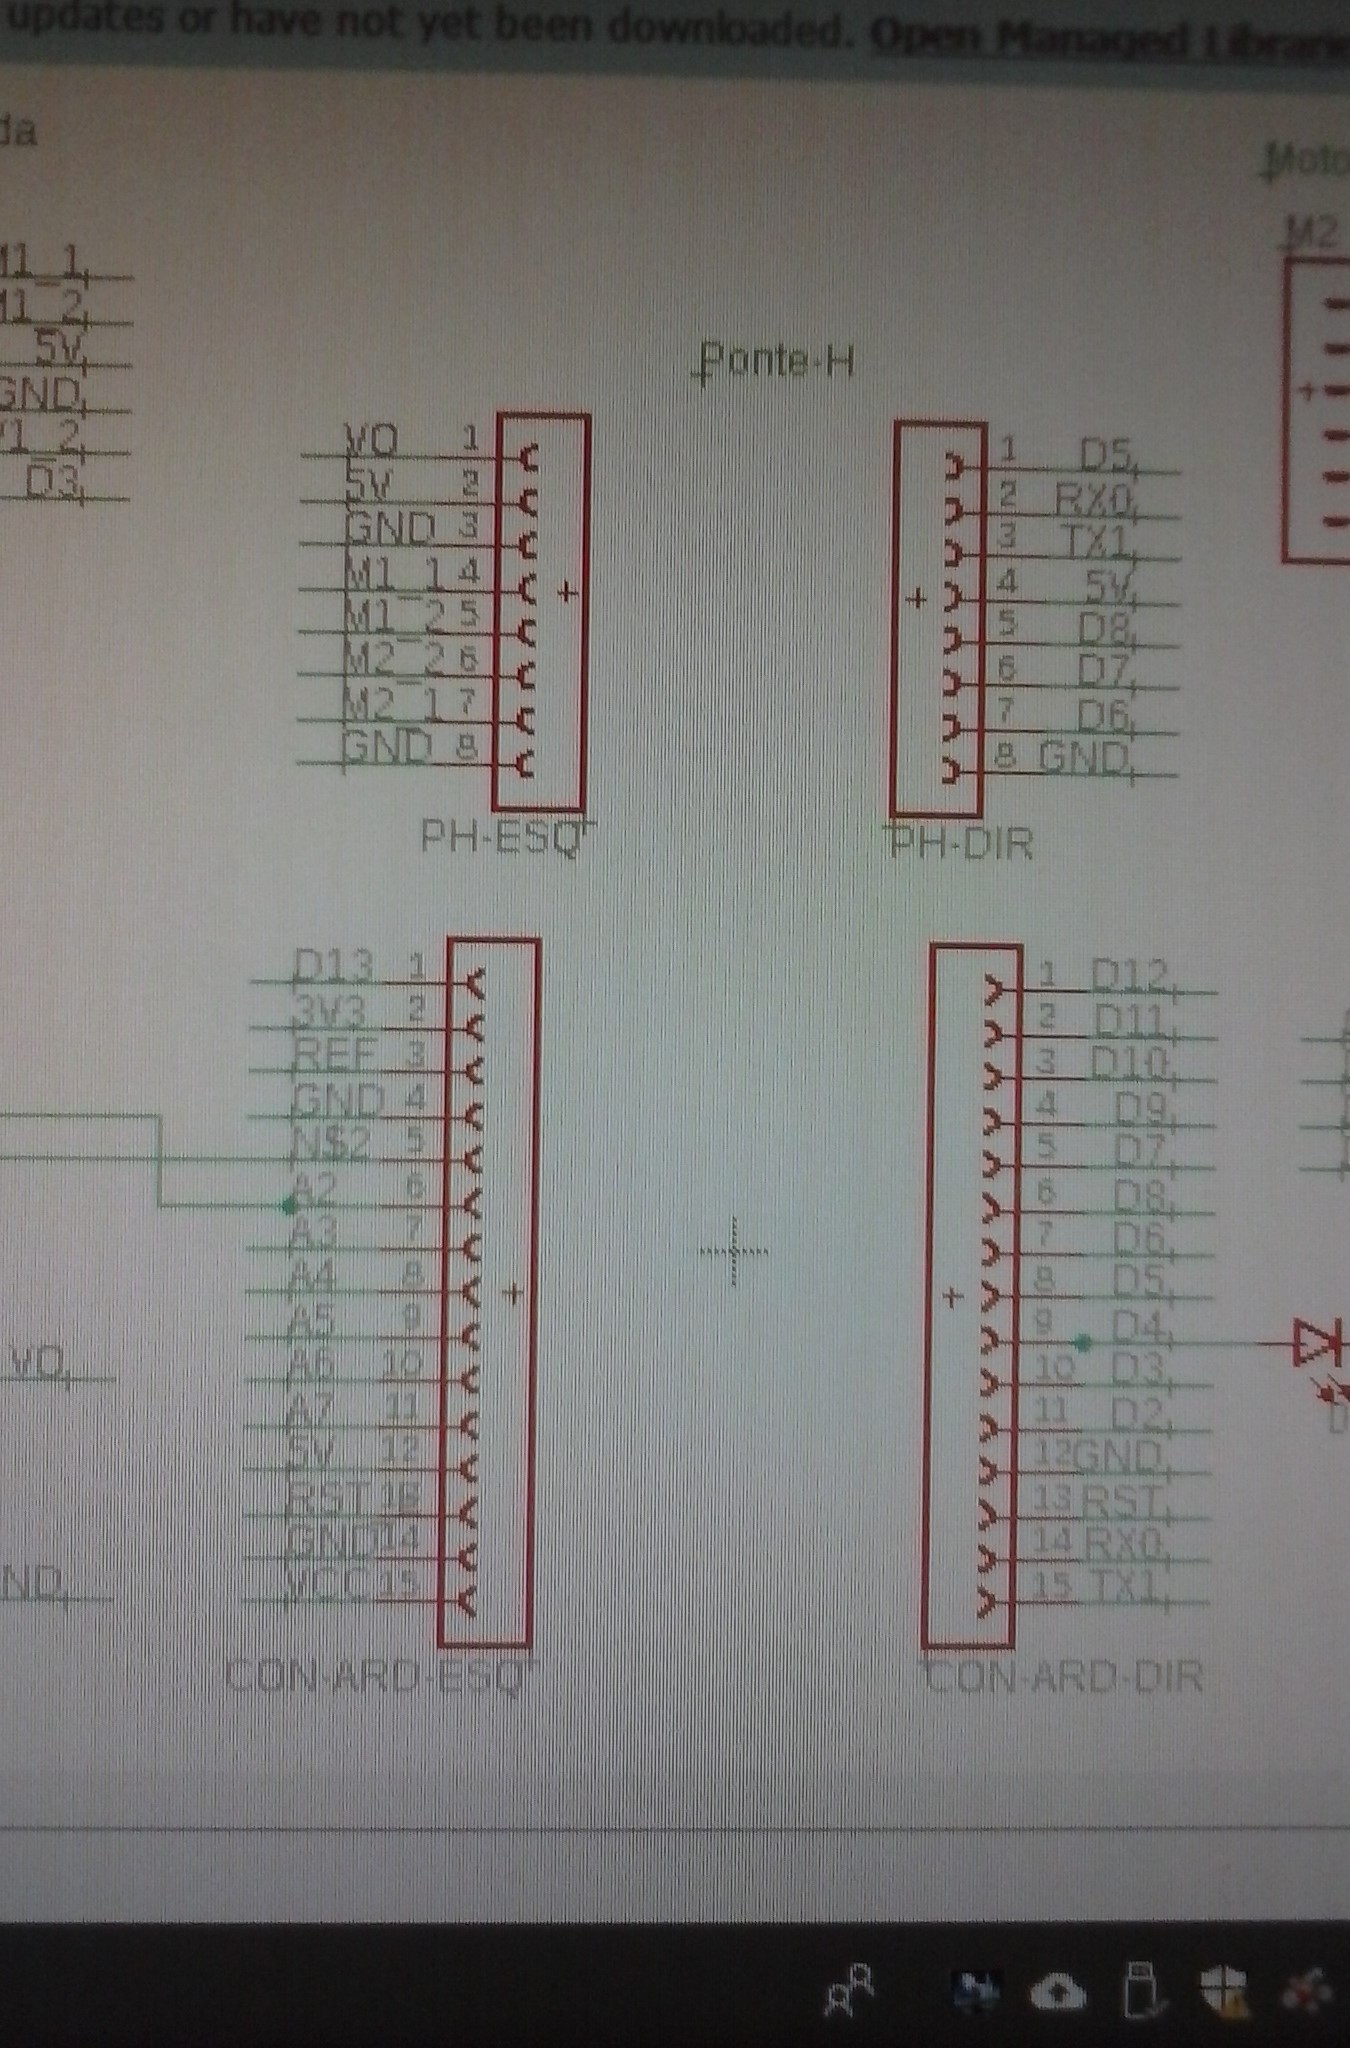 updates or have not yet been downloaded. Open Managed Librarie
da
Moto
M2
M1_1
M1_2
5V
GND
D3
Ponte-H
VO 1
5V 2
GND 3
M1_1 4
M1_2 5
M2_2 6
M2_1 7
GND 8
PH-ESQ
1 D5
2 RX0
3 TX1
4 5V
5 D8
6 D7
7 D6
8 GND
PH-DIR
D13 1
3V3 2
REF 3
GND 4
N$2 5
A2 6
A3 7
A4 8
A5 9
A6 10
A7 11
5V 12
RST
GND 14
VCC 15
CON-ARD-ESQ
1 D12
2 D11
3 D10
4 D9
5 D7
6 D8
7 D6
8 D5
9 D4
10 D3
11 D2
12 GND
13 RST
14 RX0
15 TX1
CON-ARD-DIR
VO
ND